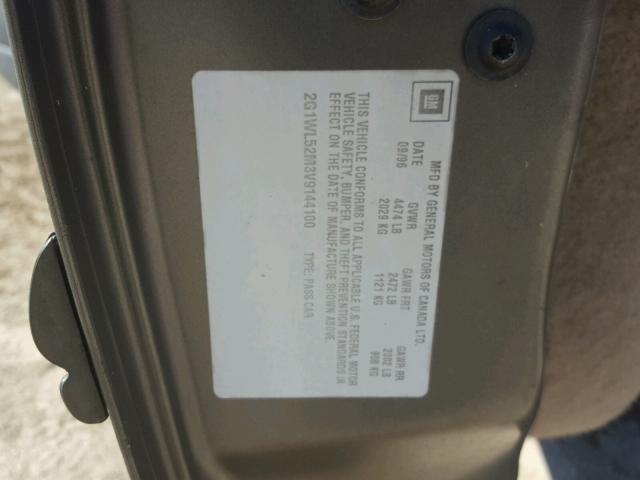 GM
MFD BY GENERAL MOTORS OF CANADA LTD.
DATE GVWR GAWR FRT GAWR RR
09/96 4474 LB 2472 LB 2002 LB
2029 KG 1121 KG 908 KG
THIS VEHICLE CONFORMS TO ALL APPLICABLE U.S. FEDERAL MOTOR
VEHICLE SAFETY, BUMPER, AND THEFT PREVENTION STANDARDS IN
EFFECT ON THE DATE OF MANUFACTURE SHOWN ABOVE.
2G1WL52M3V9144100 TYPE: PASS CAR